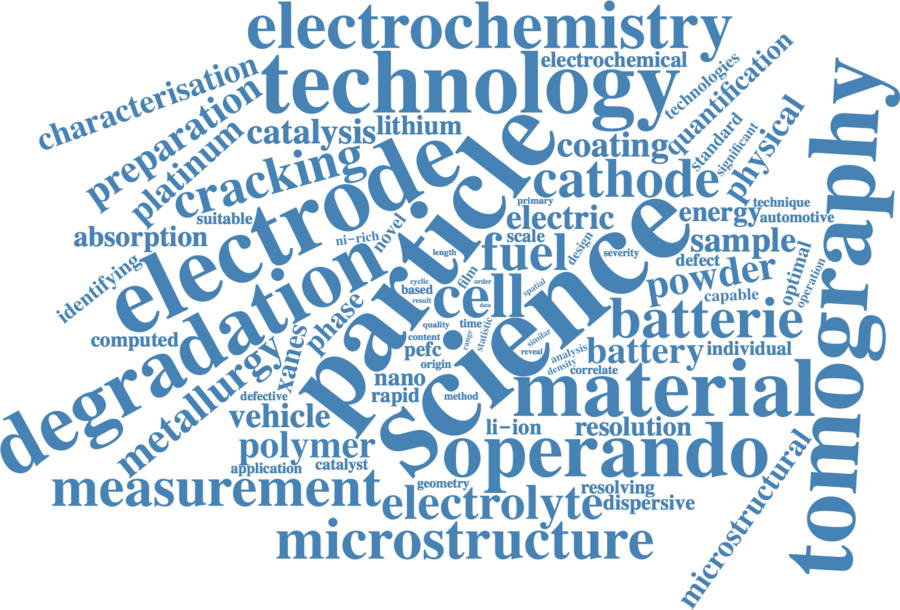 electrochemistry
technology
electrochemical
characterisation
preparation
platinum
catalysis
lithium
technologies
quantification
standard
significant
physical
tomography
cracking
electrode
particle
coating
cathode
suitable
absorption
ni-rich
novel
primary
electric
energy
technique
automotive
identifying
degradation
length
scale
fuel
design
severity
science
sample
defect
powder
optimal
operation
capable
computed
metallurgy
xanes
phase
cyclic
based
result
film
order
data
cell
spatial
batterie
quality
time
statistic
content
range
pefc
origin
similar
reveal
analysis
density
correlate
battery
individual
defective
vehicle
nano
rapid
method
material
polymer
li-ion
resolution
application
catalyst
operando
measurement
geometry
electrolyte
resolving
dispersive
microstructure
microstructural